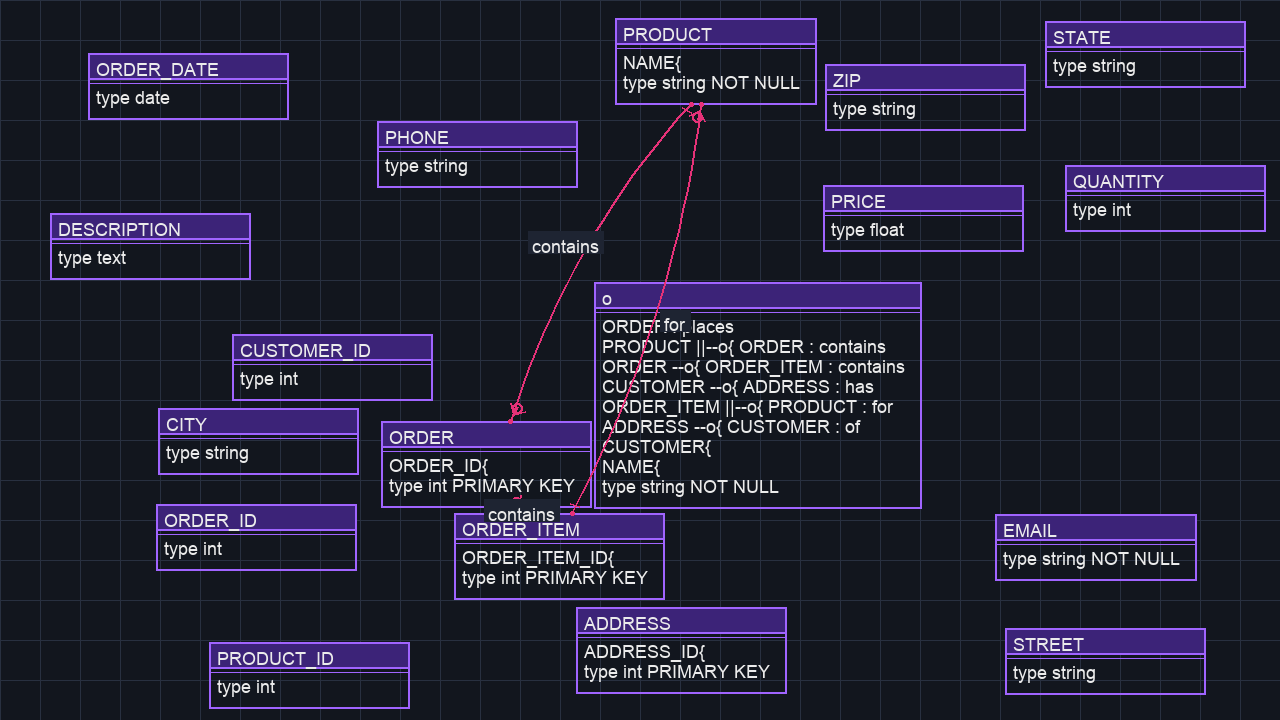 PRODUCT
NAME{
type string NOT NULL
STATE
type string
ORDER_DATE
type date
ZIP
type string
PHONE
type string
QUANTITY
type int
PRICE
type float
DESCRIPTION
type text
contains
o
for
laces
PRODUCT ||--o{ ORDER : contains
ORDER --o{ ORDER_ITEM : contains
CUSTOMER --o{ ADDRESS : has
ORDER_ITEM ||--o{ PRODUCT : for
ADDRESS --o{ CUSTOMER : of
CUSTOMER{
NAME{
type string NOT NULL
CUSTOMER_ID
type int
CITY
type string
ORDER
ORDER_ID{
type int PRIMARY KEY
ORDER_ID
type int
contains
ORDER_ITEM
ORDER_ITEM_ID{
type int PRIMARY KEY
EMAIL
type string NOT NULL
ADDRESS
ADDRESS_ID{
type int PRIMARY KEY
STREET
type string
PRODUCT_ID
type int